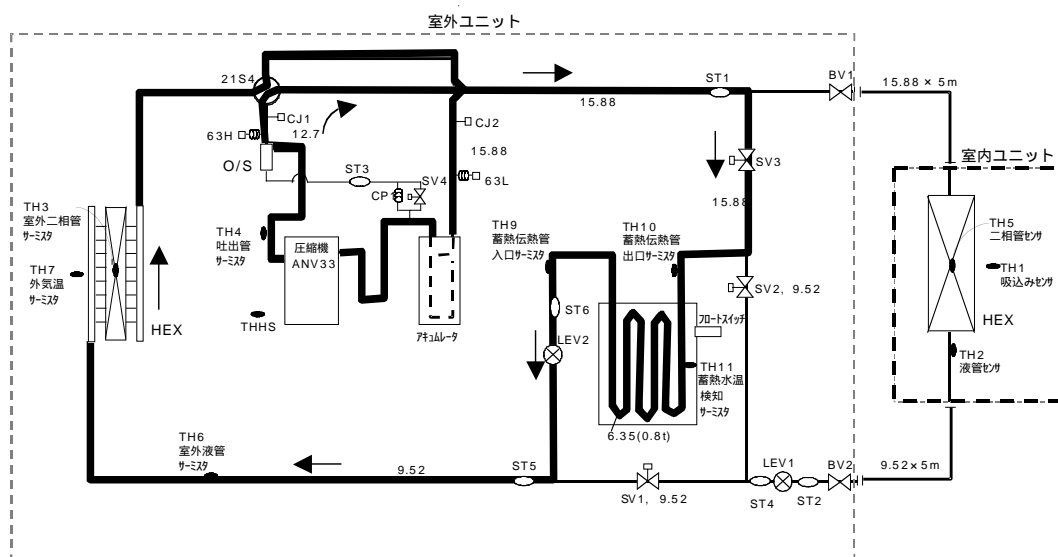 室外ユニット
21S4
ST1
BV1
15.88 × 5m
15.88
CJ1
CJ2
63H
12.7
15.88
O/S
ST3
SV4
63L
CP
SV3
15.88
室内ユニット
TH3
室外二相管
サーミスタ
TH7
外気温
サーミスタ
HEX
TH4
吐出管
サーミスタ
圧縮機
ANV33
THHS
アキュムレータ
TH9
蓄熱伝熱管
入口サーミスタ
TH10
蓄熱伝熱管
出口サーミスタ
SV2, 9.52
ST6
LEV2
フロートスイッチ
TH11
蓄熱水温
検知
サーミスタ
6.35(0.8t)
TH5
二相管センサ
TH1
吸込みセンサ
HEX
TH2
液管センサ
TH6
室外液管
サーミスタ
9.52
ST5
SV1, 9.52
ST4
LEV1
ST2
BV2
9.52×5m